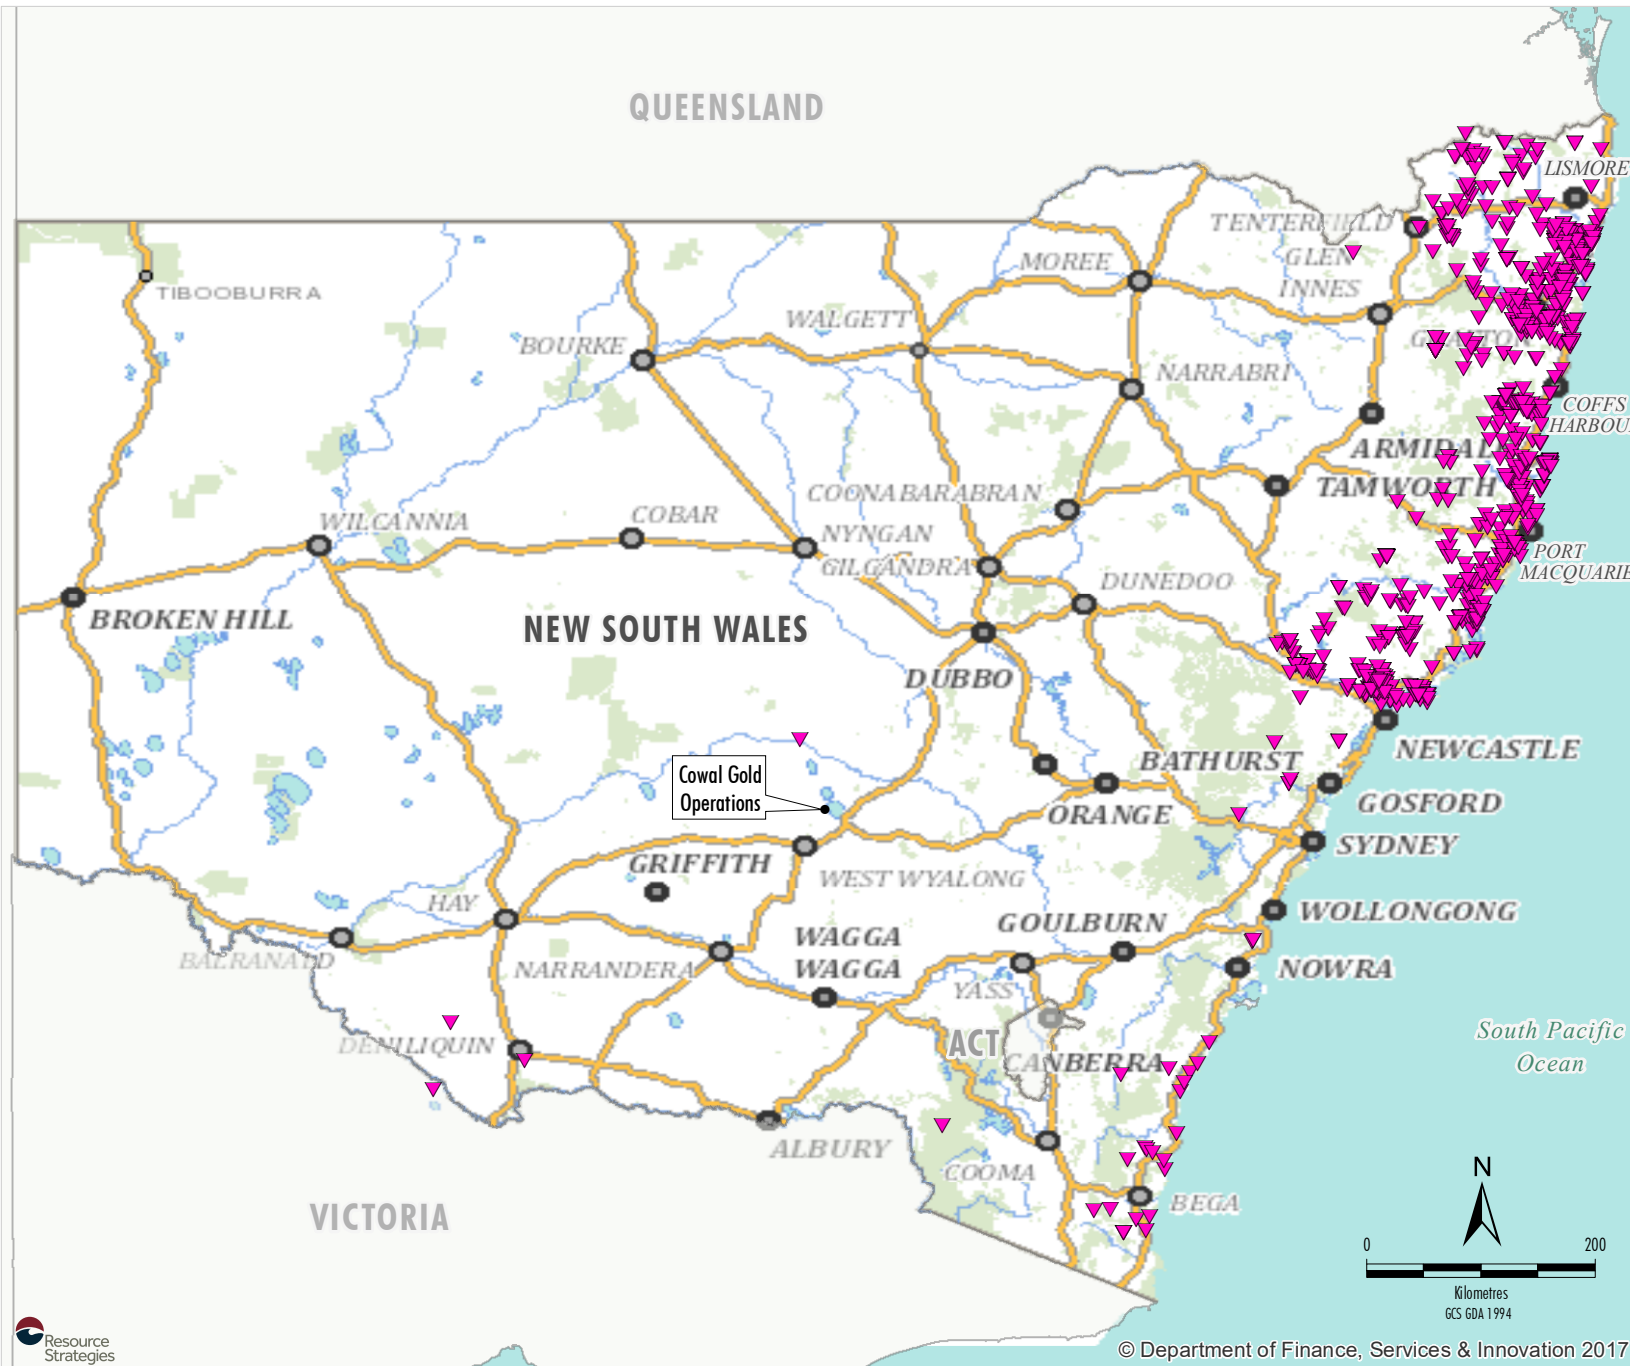 QUEENSLAND
LISMORE
TENTERFIELD
MOREE
GLEN
INNES
TIBOOBURRA
WALGETT
BOURKE
GRAFTON
NARRABRI
COFFS
HARBOU
ARMIDAL
TAMWORTH
COONABARABRAN
WILCANNIA
COBAR
NYNGAN
GILGANDRA
PORT
MACQUARIE
DUNEDOO
BROKEN HILL
NEW SOUTH WALES
DUBBO
NEWCASTLE
BATHURST
Cowal Gold
Operations
ORANGE
GOSFORD
SYDNEY
GRIFFITH
WEST WYALONG
HAY
WOLLONGONG
GOULBURN
WAGGA
WAGGA
BALRANALD
NARRANDERA
NOWRA
YASS
South Pacific
Ocean
DENILIQUIN
ACT
CANBERRA
ALBURY
COOMA
BEGA
VICTORIA
N
0 200
Kilometres
GCS GDA 1994
Resource
Strategies
© Department of Finance, Services & Innovation 2017